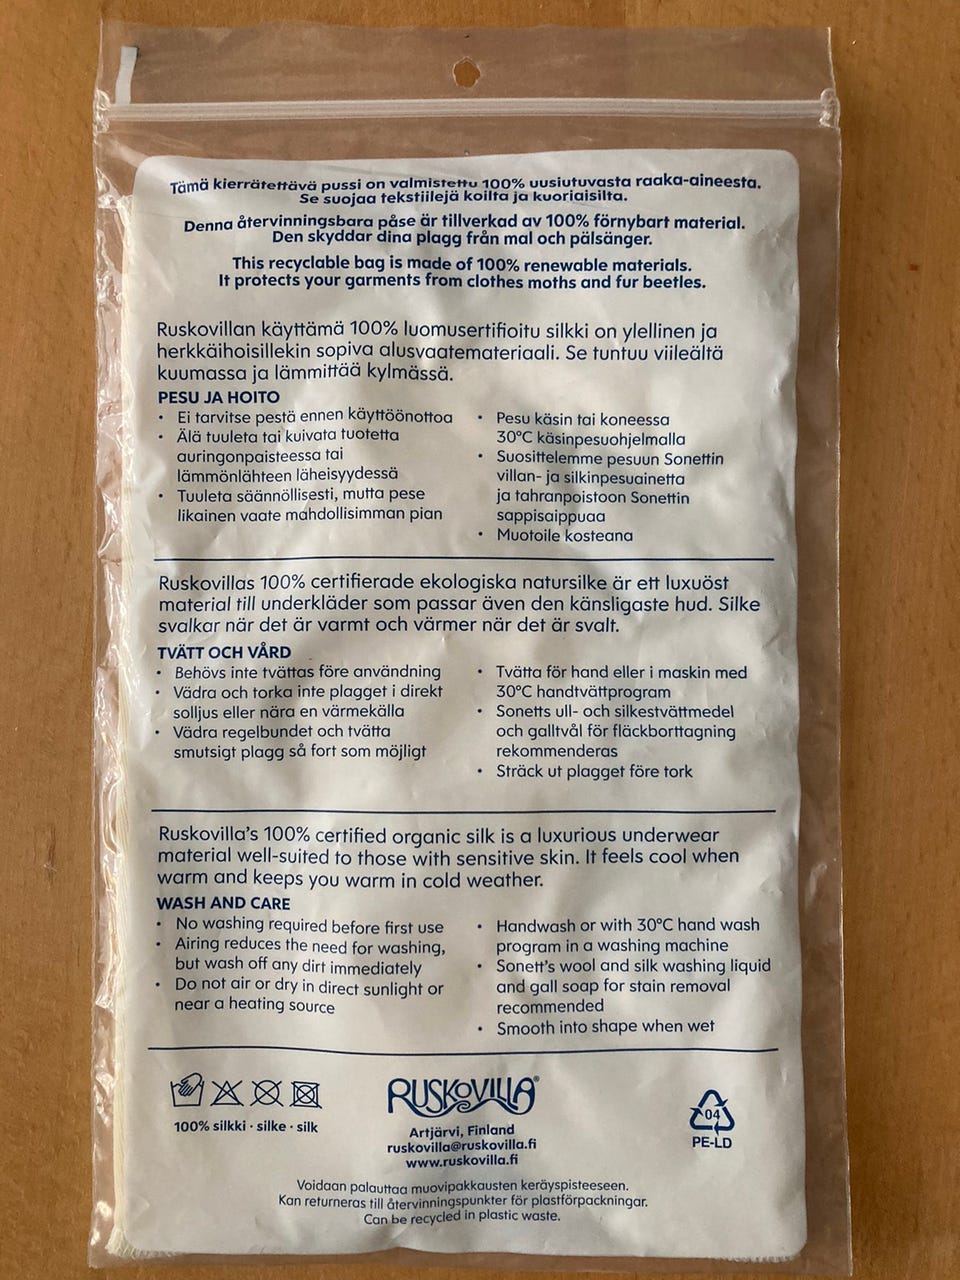 Tämä kierrätettävä pussi on valmistettu 100% uusiutuvasta raaka-aineesta.
Se suojaa tekstiilejä koilta ja kuoriaisilta.
Denna återvinningsbara påse är tillverkad av 100% förnybart material.
Den skyddar dina plagg från mal och pälsänger.
This recyclable bag is made of 100% renewable materials.
It protects your garments from clothes moths and fur beetles.
Ruskovillan käyttämä 100% luomusertifioitu silkki on ylellinen ja
herkkäihoisillekin sopiva alusvaatemateriaali. Se tuntuu viileältä
kuumassa ja lämmittää kylmässä.
PESU JA HOITO
• Ei tarvitse pestä ennen käyttöönottoa
• Älä tuuleta tai kuivata tuotetta
auringonpaisteessa tai
lämmönlähteen läheisyydessä
• Tuuleta säännöllisesti, mutta pese
likainen vaate mahdollisimman pian
• Pesu käsin tai koneessa
30°C käsinpesuohjelmalla
• Suosittelemme pesuun Sonettin
villan- ja silkinpesuainetta
ja tahranpoistoon Sonettin
sappisaippuaa
• Muotoile kosteana
Ruskovillas 100% certifierade ekologiska natursilke är ett luxuöst
material till underkläder som passar även den känsligaste hud. Silke
svalkar när det är varmt och värmer när det är svalt.
TVÄTT OCH VÅRD
• Behövs inte tvättas före användning
• Vädra och torka inte plagget i direkt
solljus eller nära en värmekälla
• Vädra regelbundet och tvätta
smutsigt plagg så fort som möjligt
• Tvätta för hand eller i maskin med
30°C handtvättprogram
• Sonetts ull- och silkestvättmedel
och galltvål för fläckborttagning
rekommenderas
• Sträck ut plagget före tork
Ruskovilla's 100% certified organic silk is a luxurious underwear
material well-suited to those with sensitive skin. It feels cool when
warm and keeps you warm in cold weather.
WASH AND CARE
• No washing required before first use
• Airing reduces the need for washing,
but wash off any dirt immediately
• Do not air or dry in direct sunlight or
near a heating source
• Handwash or with 30°C hand wash
program in a washing machine
• Sonett's wool and silk washing liquid
and gall soap for stain removal
recommended
• Smooth into shape when wet
100% silkki · silke · silk
RUSKOVILLA®
Artjärvi, Finland
ruskovilla@ruskovilla.fi
www.ruskovilla.fi
04
PE-LD
Voidaan palauttaa muovipakkausten keräyspisteeseen.
Kan returneras till återvinningspunkter för plastförpackningar.
Can be recycled in plastic waste.